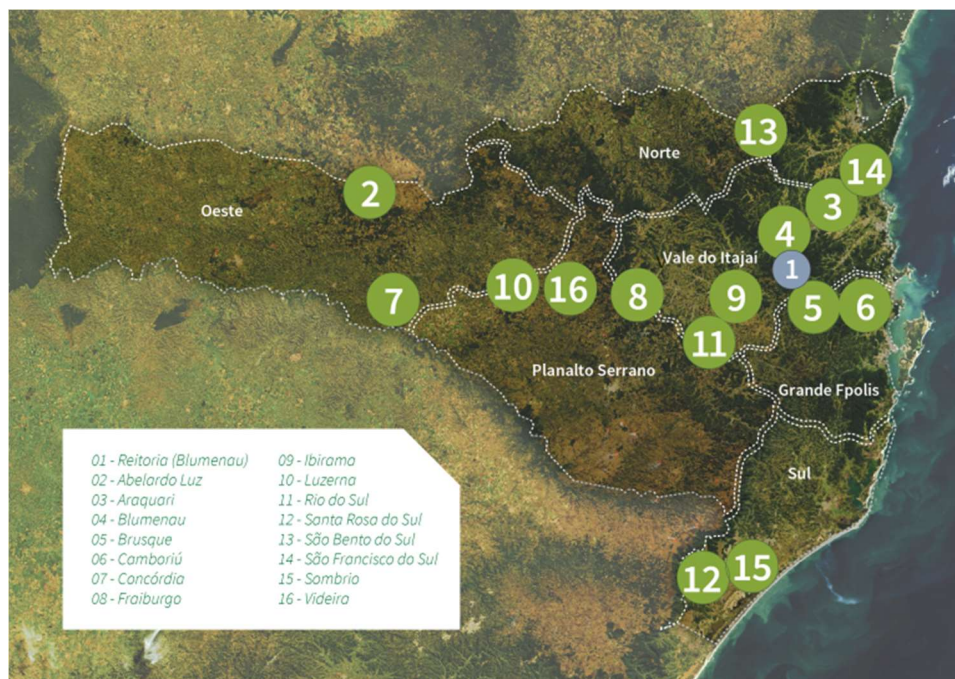 13
Norte
14
2
Oeste
3
4
Vale do Itajaí
1
7
10
16
8
9
5
6
11
Planalto Serrano
Grande Fpolis
Sul
12
15
01 - Reitoria (Blumenau)
02 - Abelardo Luz
03 - Araquari
04 - Blumenau
05 - Brusque
06 - Camboriú
07 - Concórdia
08 - Fraiburgo
09 - Ibirama
10 - Luzerna
11 - Rio do Sul
12 - Santa Rosa do Sul
13 - São Bento do Sul
14 - São Francisco do Sul
15 - Sombrio
16 - Videira